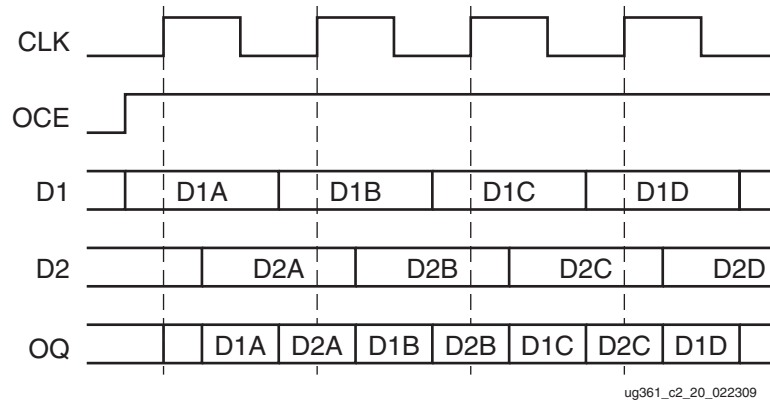 CLK
OCE
D1 D1A D1B D1C D1D
D2 D2A D2B D2C D2D
OQ D1A D2A D1B D2B D1C D2C D1D
ug361_c2_20_022309